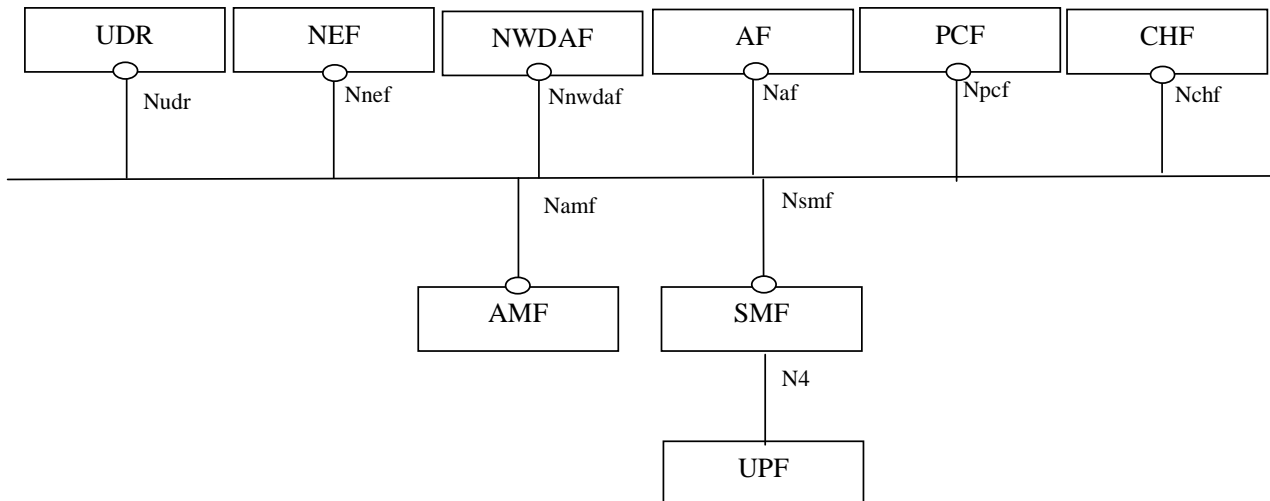 UDR NEF NWDAF AF PCF CHF
Nudr Nnef Nnwdaf Naf Npcf Nchf
Namf Nsmf
AMF SMF
N4
UPF